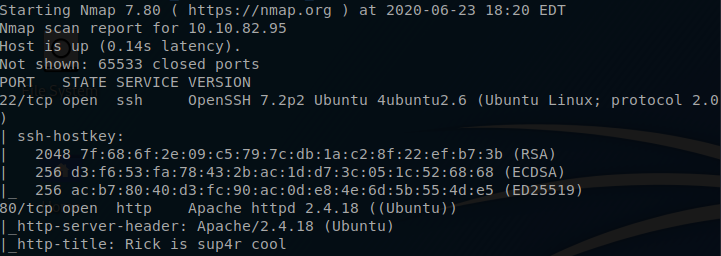 Starting Nmap 7.80 ( https://nmap.org ) at 2020-06-23 18:20 EDT
Nmap scan report for 10.10.82.95
Host is up (0.14s latency).
Not shown: 65533 closed ports
PORT   STATE SERVICE VERSION
22/tcp open  ssh     OpenSSH 7.2p2 Ubuntu 4ubuntu2.6 (Ubuntu Linux; protocol 2.0
)
| ssh-hostkey:
|   2048 7f:68:6f:2e:09:c5:79:7c:db:1a:c2:8f:22:ef:b7:3b (RSA)
|   256 d3:f6:53:fa:78:43:2b:ac:1d:d7:3c:05:1c:52:68:68 (ECDSA)
|_  256 ac:b7:80:40:d3:fc:90:ac:0d:e8:4e:6d:5b:55:4d:e5 (ED25519)
80/tcp open  http    Apache httpd 2.4.18 ((Ubuntu))
|_http-server-header: Apache/2.4.18 (Ubuntu)
|_http-title: Rick is sup4r cool